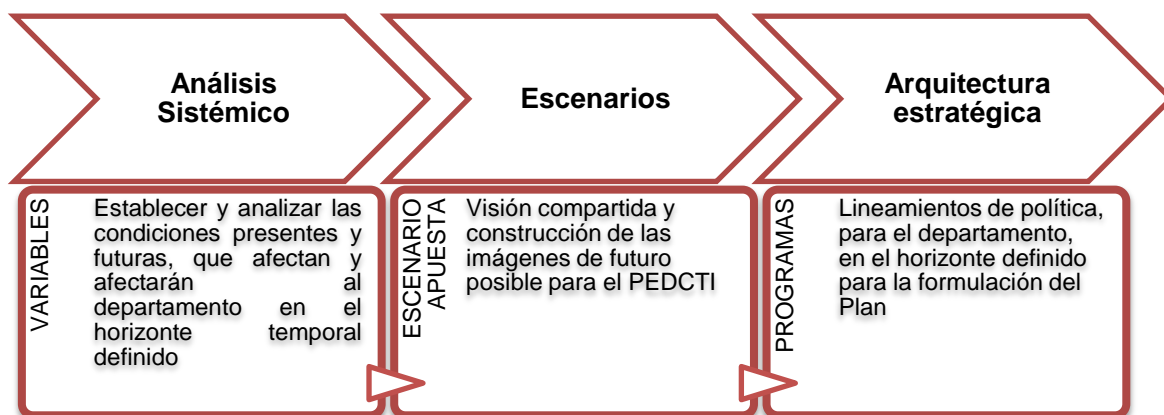 Análisis
Sistémico
Escenarios
Arquitectura
estratégica
VARIABLES
Establecer y analizar las
condiciones presentes y
futuras, que afectan y
afectarán al
departamento en el
horizonte temporal
definido
ESCENARIO
APUESTA
Visión compartida y
construcción de las
imágenes de futuro
posible para el PEDCTI
PROGRAMAS
Lineamientos de política,
para el departamento,
en el horizonte definido
para la formulación del
Plan